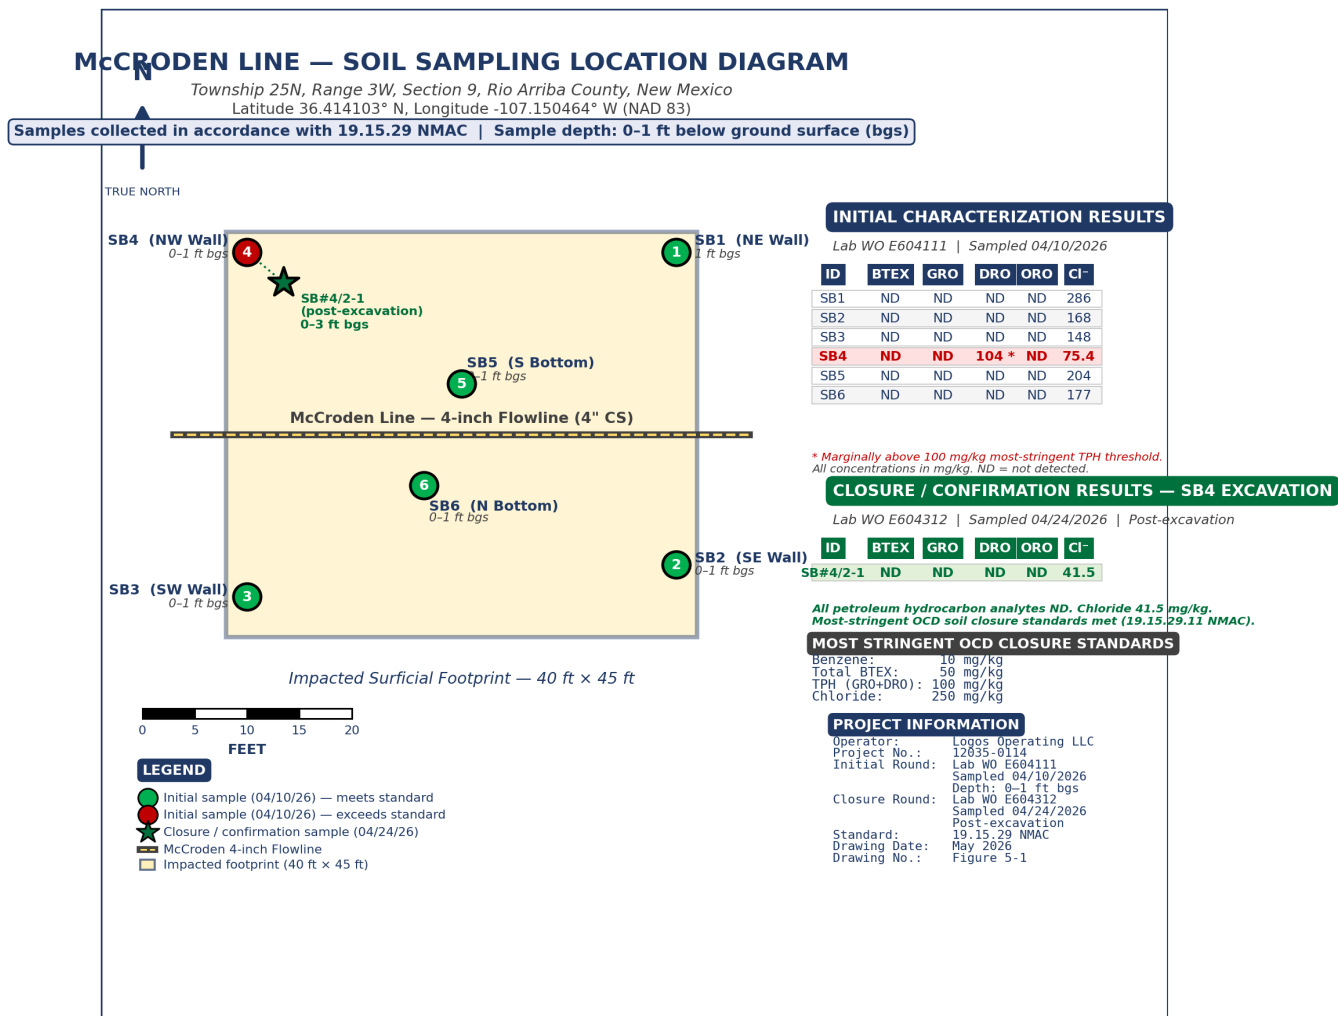 McCRODEN LINE — SOIL SAMPLING LOCATION DIAGRAM
N
Township 25N, Range 3W, Section 9, Rio Arriba County, New Mexico
Latitude 36.414103° N, Longitude -107.150464° W (NAD 83)
Samples collected in accordance with 19.15.29 NMAC | Sample depth: 0–1 ft below ground surface (bgs)
TRUE NORTH
SB4 (NW Wall)
0–1 ft bgs
4
1
SB1 (NE Wall)
1 ft bgs
SB#4/2-1
(post-excavation)
0–3 ft bgs
SB5 (S Bottom)
–1 ft bgs
5
McCroden Line — 4-inch Flowline (4" CS)
6
SB6 (N Bottom)
0–1 ft bgs
2
SB2 (SE Wall)
0–1 ft bgs
SB3 (SW Wall)
0–1 ft bgs
3
Impacted Surficial Footprint — 40 ft × 45 ft
0 5 10 15 20
FEET
LEGEND
Initial sample (04/10/26) — meets standard
Initial sample (04/10/26) — exceeds standard
Closure / confirmation sample (04/24/26)
McCroden 4-inch Flowline
Impacted footprint (40 ft × 45 ft)
INITIAL CHARACTERIZATION RESULTS
Lab WO E604111 | Sampled 04/10/2026
ID BTEX GRO DRO ORO Cl⁻
SB1 ND ND ND ND 286
SB2 ND ND ND ND 168
SB3 ND ND ND ND 148
SB4 ND ND 104 * ND 75.4
SB5 ND ND ND ND 204
SB6 ND ND ND ND 177
* Marginally above 100 mg/kg most-stringent TPH threshold.
All concentrations in mg/kg. ND = not detected.
CLOSURE / CONFIRMATION RESULTS — SB4 EXCAVATION
Lab WO E604312 | Sampled 04/24/2026 | Post-excavation
ID BTEX GRO DRO ORO Cl⁻
SB#4/2-1 ND ND ND ND 41.5
All petroleum hydrocarbon analytes ND. Chloride 41.5 mg/kg.
Most-stringent OCD soil closure standards met (19.15.29.11 NMAC).
MOST STRINGENT OCD CLOSURE STANDARDS
Benzene: 10 mg/kg
Total BTEX: 50 mg/kg
TPH (GRO+DRO): 100 mg/kg
Chloride: 250 mg/kg
PROJECT INFORMATION
Operator: Logos Operating LLC
Project No.: 12035-0114
Initial Round: Lab WO E604111
Sampled 04/10/2026
Depth: 0–1 ft bgs
Closure Round: Lab WO E604312
Sampled 04/24/2026
Post-excavation
Standard: 19.15.29 NMAC
Drawing Date: May 2026
Drawing No.: Figure 5-1